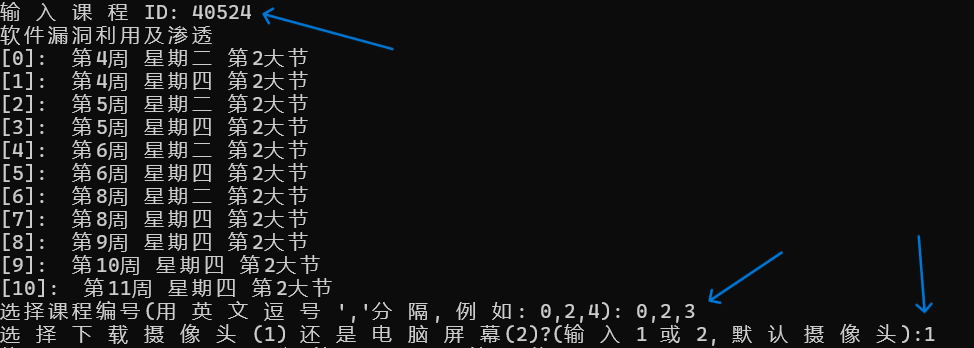 输入课程 ID: 40524
软件漏洞利用及渗透
[0]: 第4周 星期二 第2大节
[1]: 第4周 星期四 第2大节
[2]: 第5周 星期二 第2大节
[3]: 第5周 星期四 第2大节
[4]: 第6周 星期二 第2大节
[5]: 第6周 星期四 第2大节
[6]: 第8周 星期二 第2大节
[7]: 第8周 星期四 第2大节
[8]: 第9周 星期四 第2大节
[9]: 第10周 星期四 第2大节
[10]: 第11周 星期四 第2大节
选择课程编号(用英文逗号 ','分隔,例如: 0,2,4): 0,2,3
选择下载摄像头(1)还是电脑屏幕(2)?(输入 1 或 2, 默认摄像头):1